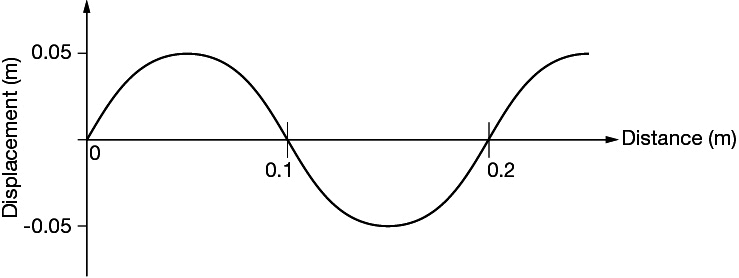 Displacement (m)
0.05
0
0.1
0.2
Distance (m)
-0.05